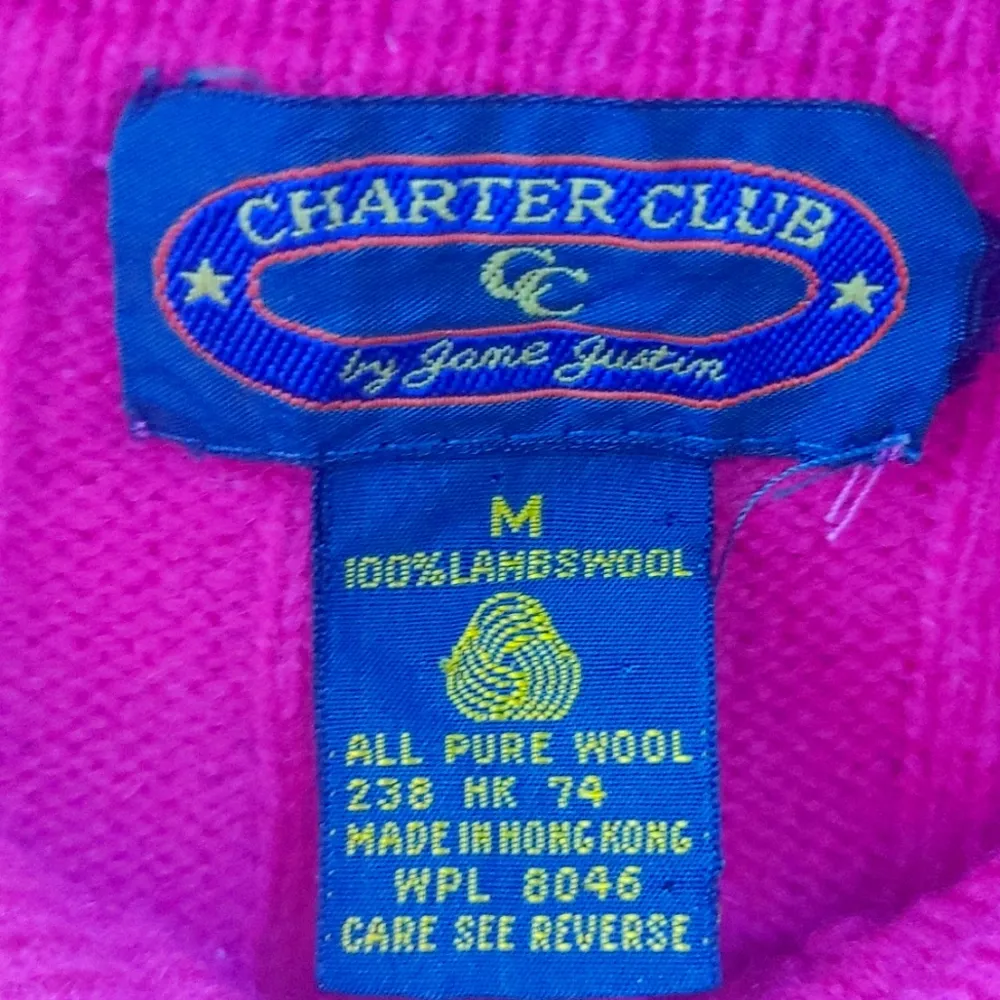 CHARTER CLUB
CC
by Jane Justin
M
100% LAMBSWOOL
ALL PURE WOOL
238 HK 74
MADE IN HONG KONG
WPL 8046
CARE SEE REVERSE